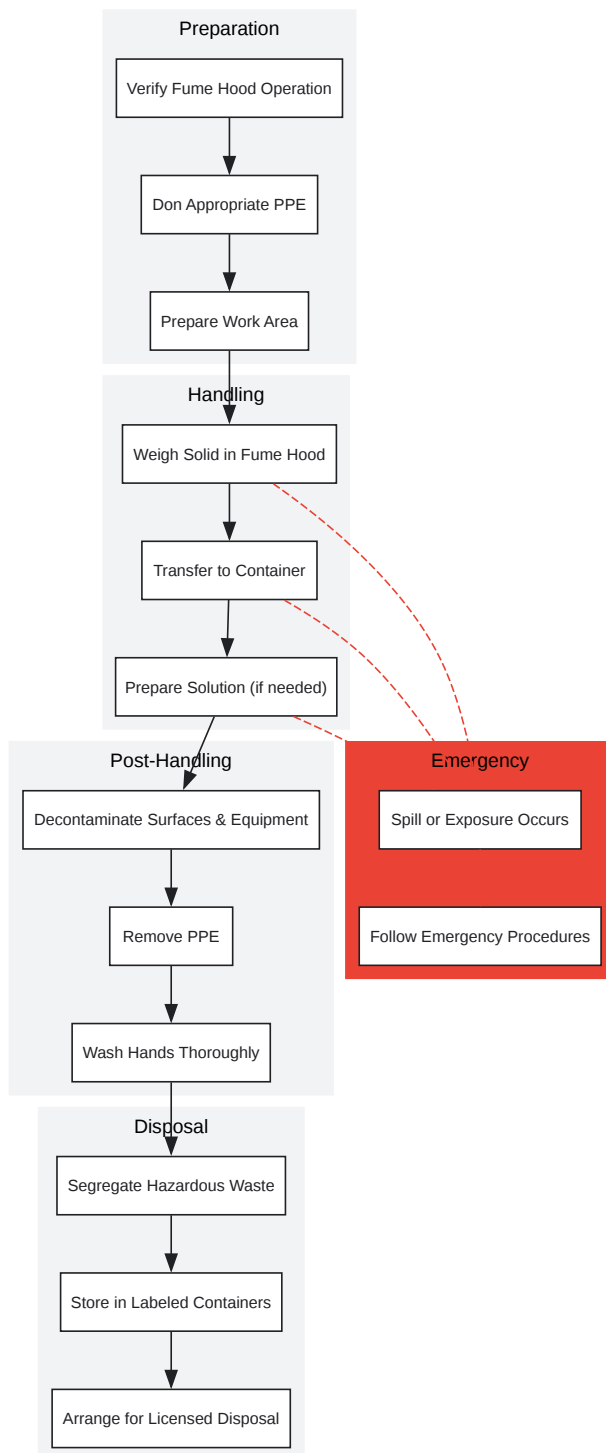 Preparation
Verify Fume Hood Operation
Don Appropriate PPE
Prepare Work Area
Handling
Weigh Solid in Fume Hood
Transfer to Container
Prepare Solution (if needed)
Post-Handling
Decontaminate Surfaces & Equipment
Remove PPE
Wash Hands Thoroughly
Emergency
Spill or Exposure Occurs
Follow Emergency Procedures
Disposal
Segregate Hazardous Waste
Store in Labeled Containers
Arrange for Licensed Disposal